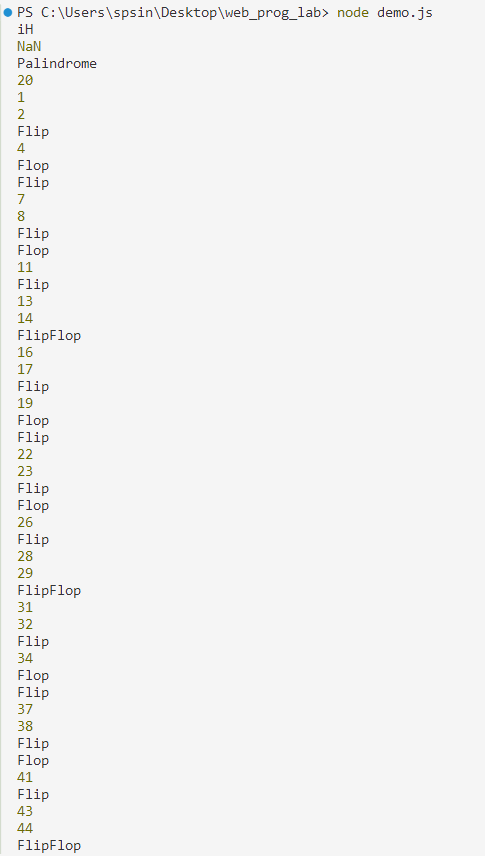 PS C:\Users\spsin\Desktop\web_prog_lab> node demo.js
iH
NaN
Palindrome
20
1
2
Flip
4
Flop
Flip
7
8
Flip
Flop
11
Flip
13
14
FlipFlop
16
17
Flip
19
Flop
Flip
22
23
Flip
Flop
26
Flip
28
29
FlipFlop
31
32
Flip
34
Flop
Flip
37
38
Flip
Flop
41
Flip
43
44
FlipFlop